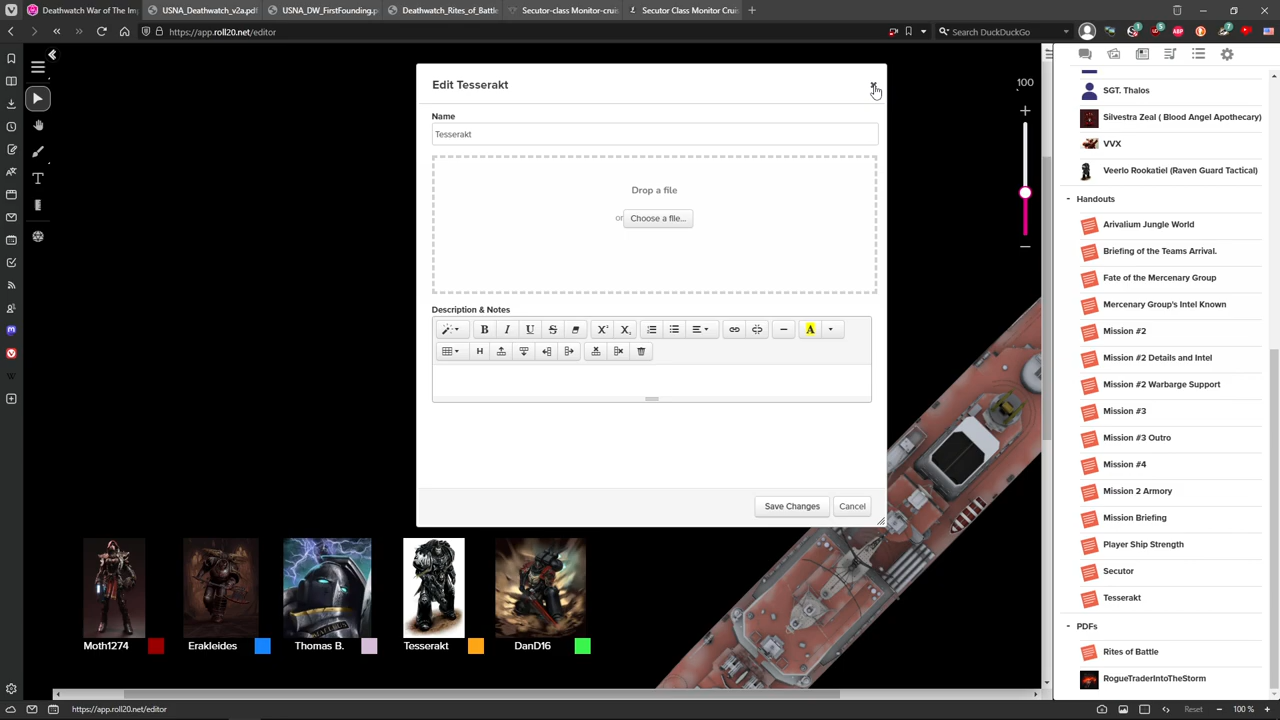 Deathwatch War of The Im
USNA_Deathwatch_v2a.pdf
USNA_DW_FirstFounding.
Deathwatch_Rites_of_Battle
Secutor-class Monitor-cruis
Secutor Class Monitor Cruis
https://app.roll20.net/editor
Search DuckDuckGo
Edit Tesserakt
Name
Tesserakt
Drop a file
or Choose a file...
Description & Notes
B I U S X² X₂ A
H
Save Changes
Cancel
100
SGT. Thalos
Silvestra Zeal ( Blood Angel Apothecary)
VVX
Veerio Rookatiel (Raven Guard Tactical)
- Handouts
Arivalium Jungle World
Briefing of the Teams Arrival.
Fate of the Mercenary Group
Mercenary Group's Intel Known
Mission #2
Mission #2 Details and Intel
Mission #2 Warbarge Support
Mission #3
Mission #3 Outro
Mission #4
Mission 2 Armory
Mission Briefing
Player Ship Strength
Secutor
Tesserakt
- PDFs
Rites of Battle
RogueTraderIntoTheStorm
Moth1274
Erakleides
Thomas B.
Tesserakt
DanD16
https://app.roll20.net/editor
Reset
100 %